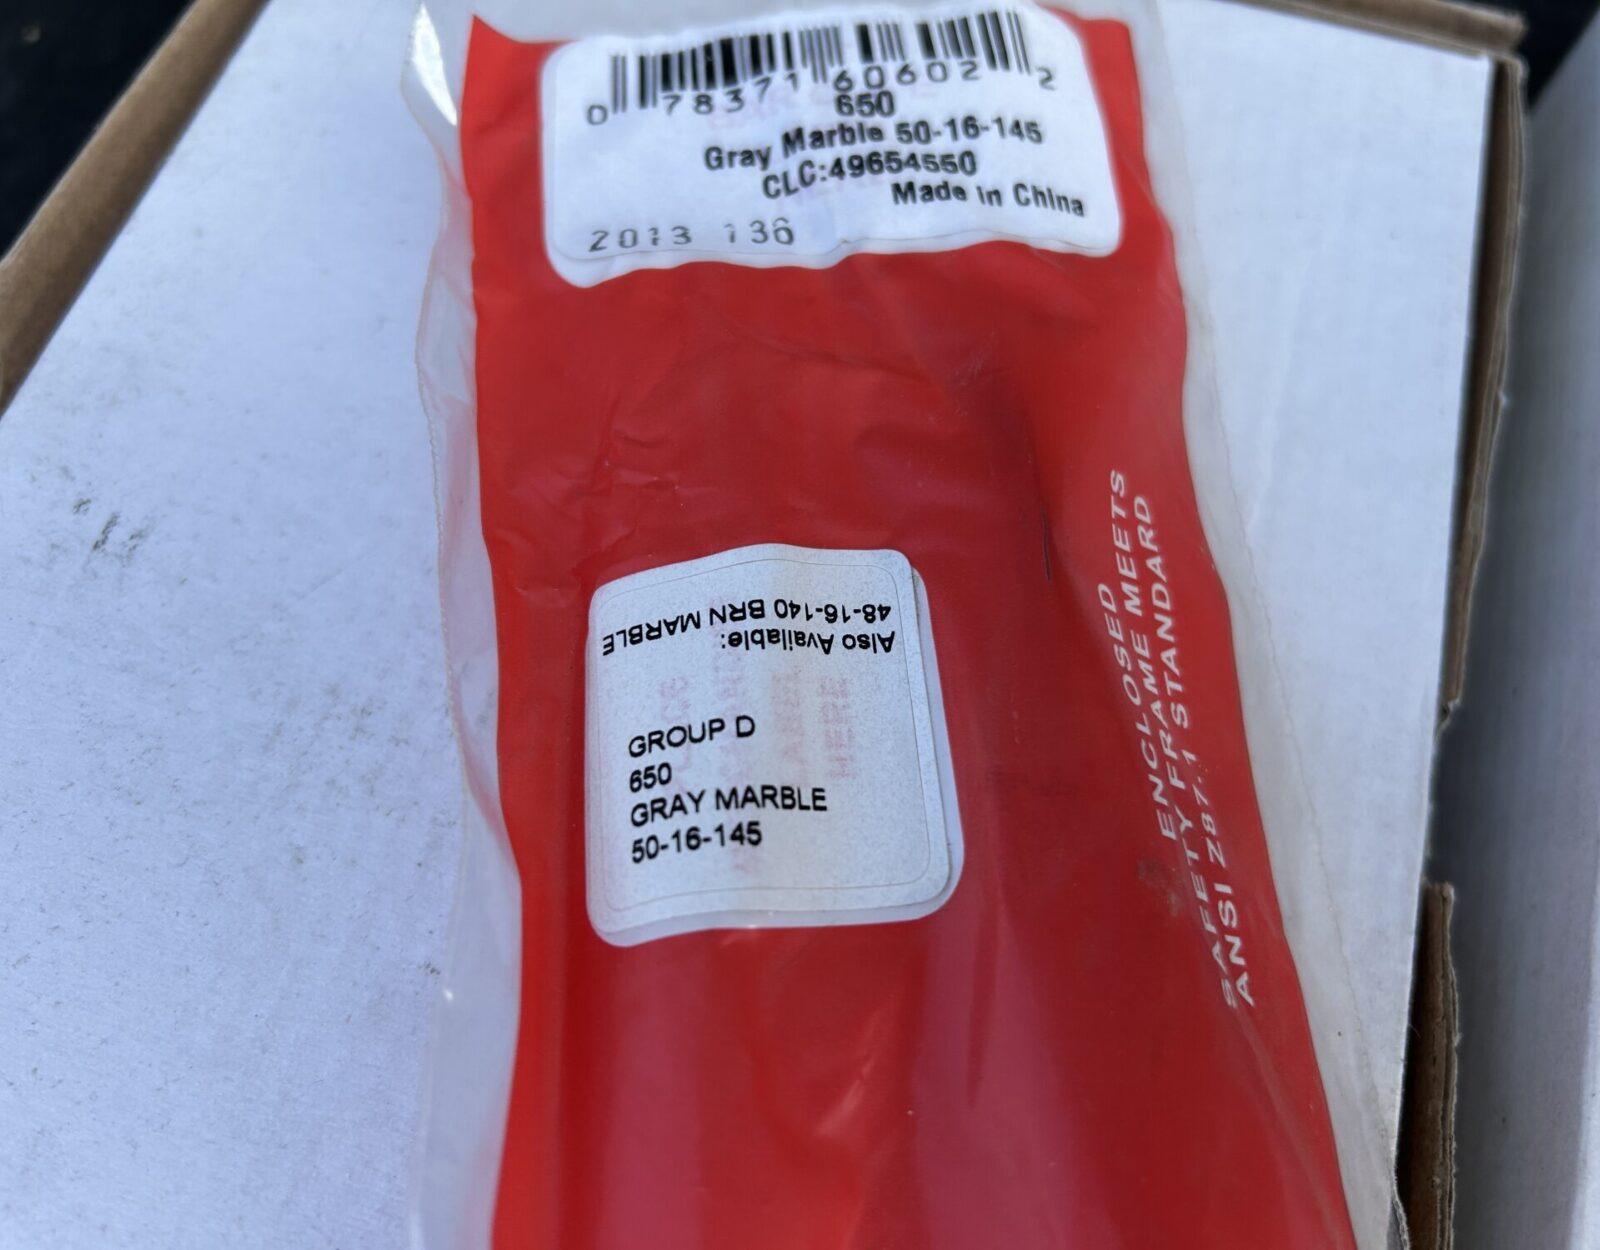 0 78371 60602 2
650
Gray Marble 50-16-145
CLC:49654550
Made in China
2013 136
Also Available:
48-16-140 BRN MARBLE
GROUP D
650
GRAY MARBLE
50-16-145
ENCLOSED
SAFETY FRAME MEETS
ANSI Z87.1 STANDARD